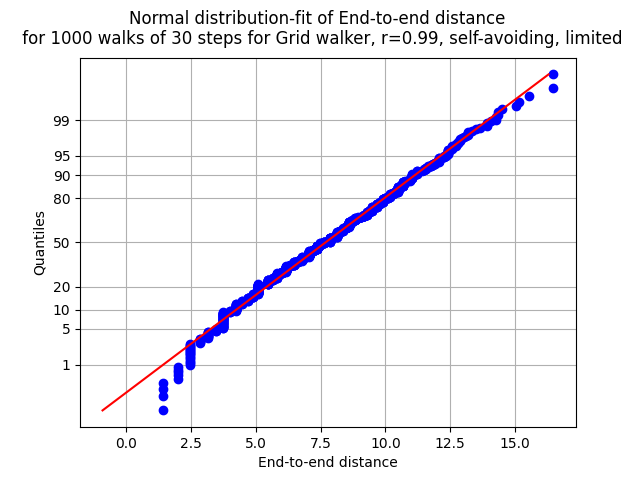 Normal distribution-fit of End-to-end distance
for 1000 walks of 30 steps for Grid walker, r=0.99, self-avoiding, limited
99
95
90
80
50
20
10
5
1
Quantiles
0.0 2.5 5.0 7.5 10.0 12.5 15.0
End-to-end distance